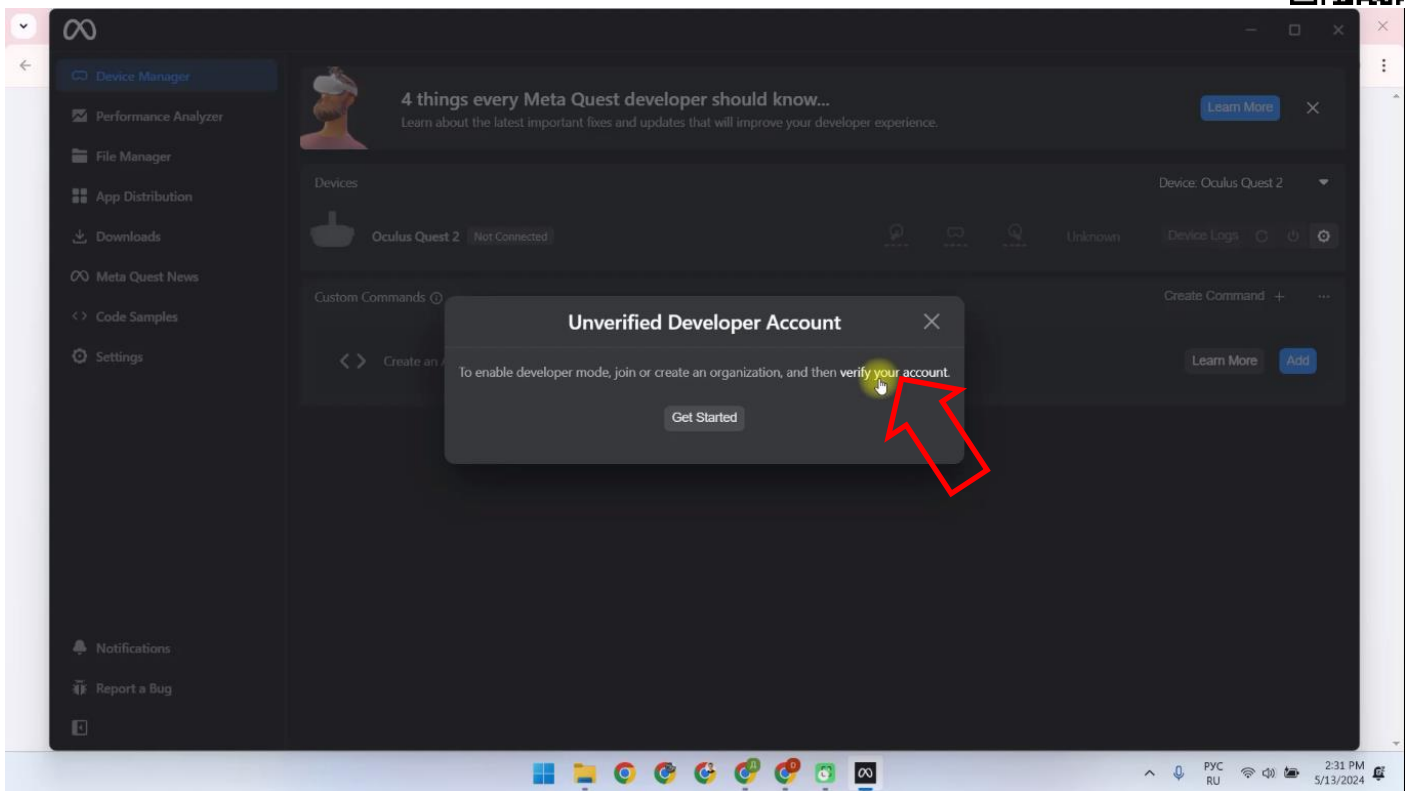 Device Manager
Performance Analyzer
File Manager
App Distribution
Downloads
Meta Quest News
Code Samples
Settings
Notifications
Report a Bug
4 things every Meta Quest developer should know...
Learn about the latest important fixes and updates that will improve your developer experience.
Learn More
Devices
Device: Oculus Quest 2
Oculus Quest 2 Not Connected
Unknown
Device Logs
Custom Commands
Create Command +
Create an
Learn More
Add
Unverified Developer Account
To enable developer mode, join or create an organization, and then verify your account.
Get Started
РУС
RU
2:31 PM
5/13/2024